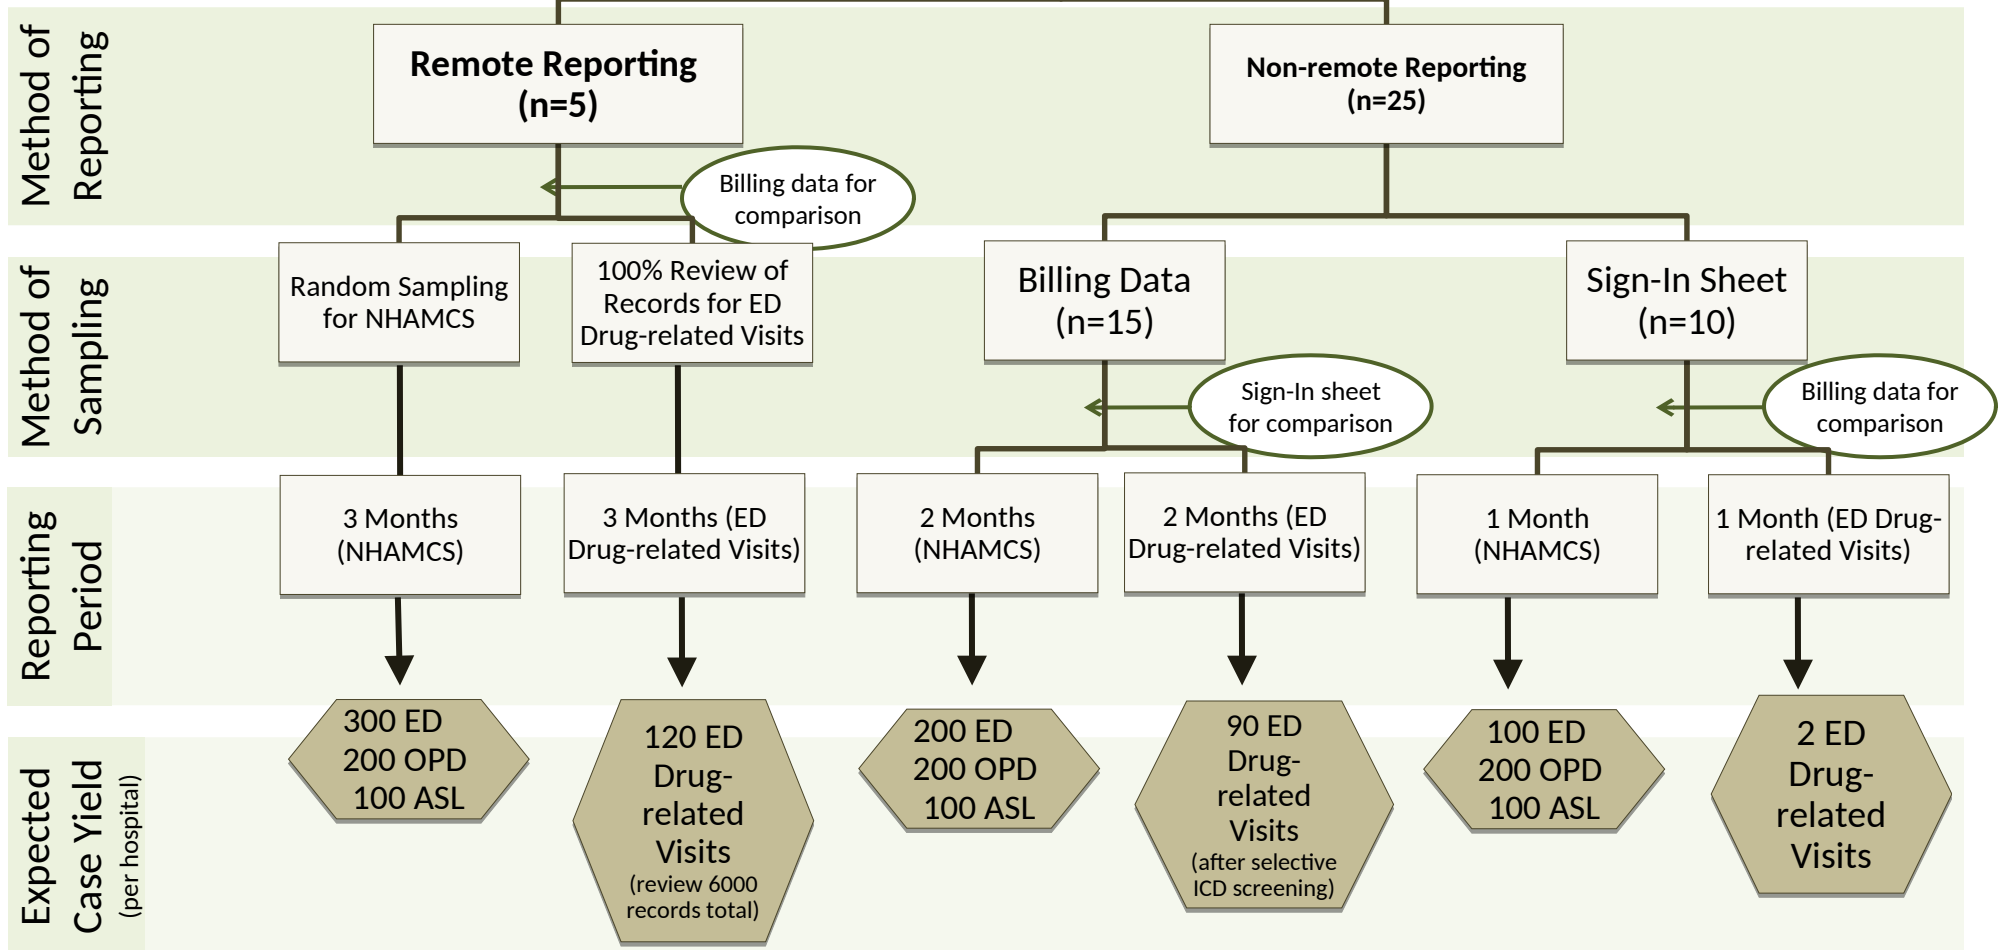 Method of
Reporting
Remote Reporting
(n=5)
Non-remote Reporting
(n=25)
Billing data for
comparison
Method of
Sampling
Random Sampling
for NHAMCS
100% Review of
Records for ED
Drug-related Visits
Billing Data
(n=15)
Sign-In Sheet
(n=10)
Sign-In sheet
for comparison
Billing data for
comparison
Reporting
Period
3 Months
(NHAMCS)
3 Months (ED
Drug-related Visits)
2 Months
(NHAMCS)
2 Months (ED
Drug-related Visits)
1 Month
(NHAMCS)
1 Month (ED Drug-
related Visits)
Expected
Case Yield
(per hospital)
300 ED
200 OPD
100 ASL
120 ED
Drug-
related
Visits
(review 6000
records total)
200 ED
200 OPD
100 ASL
90 ED
Drug-
related
Visits
(after selective
ICD screening)
100 ED
200 OPD
100 ASL
2 ED
Drug-
related
Visits